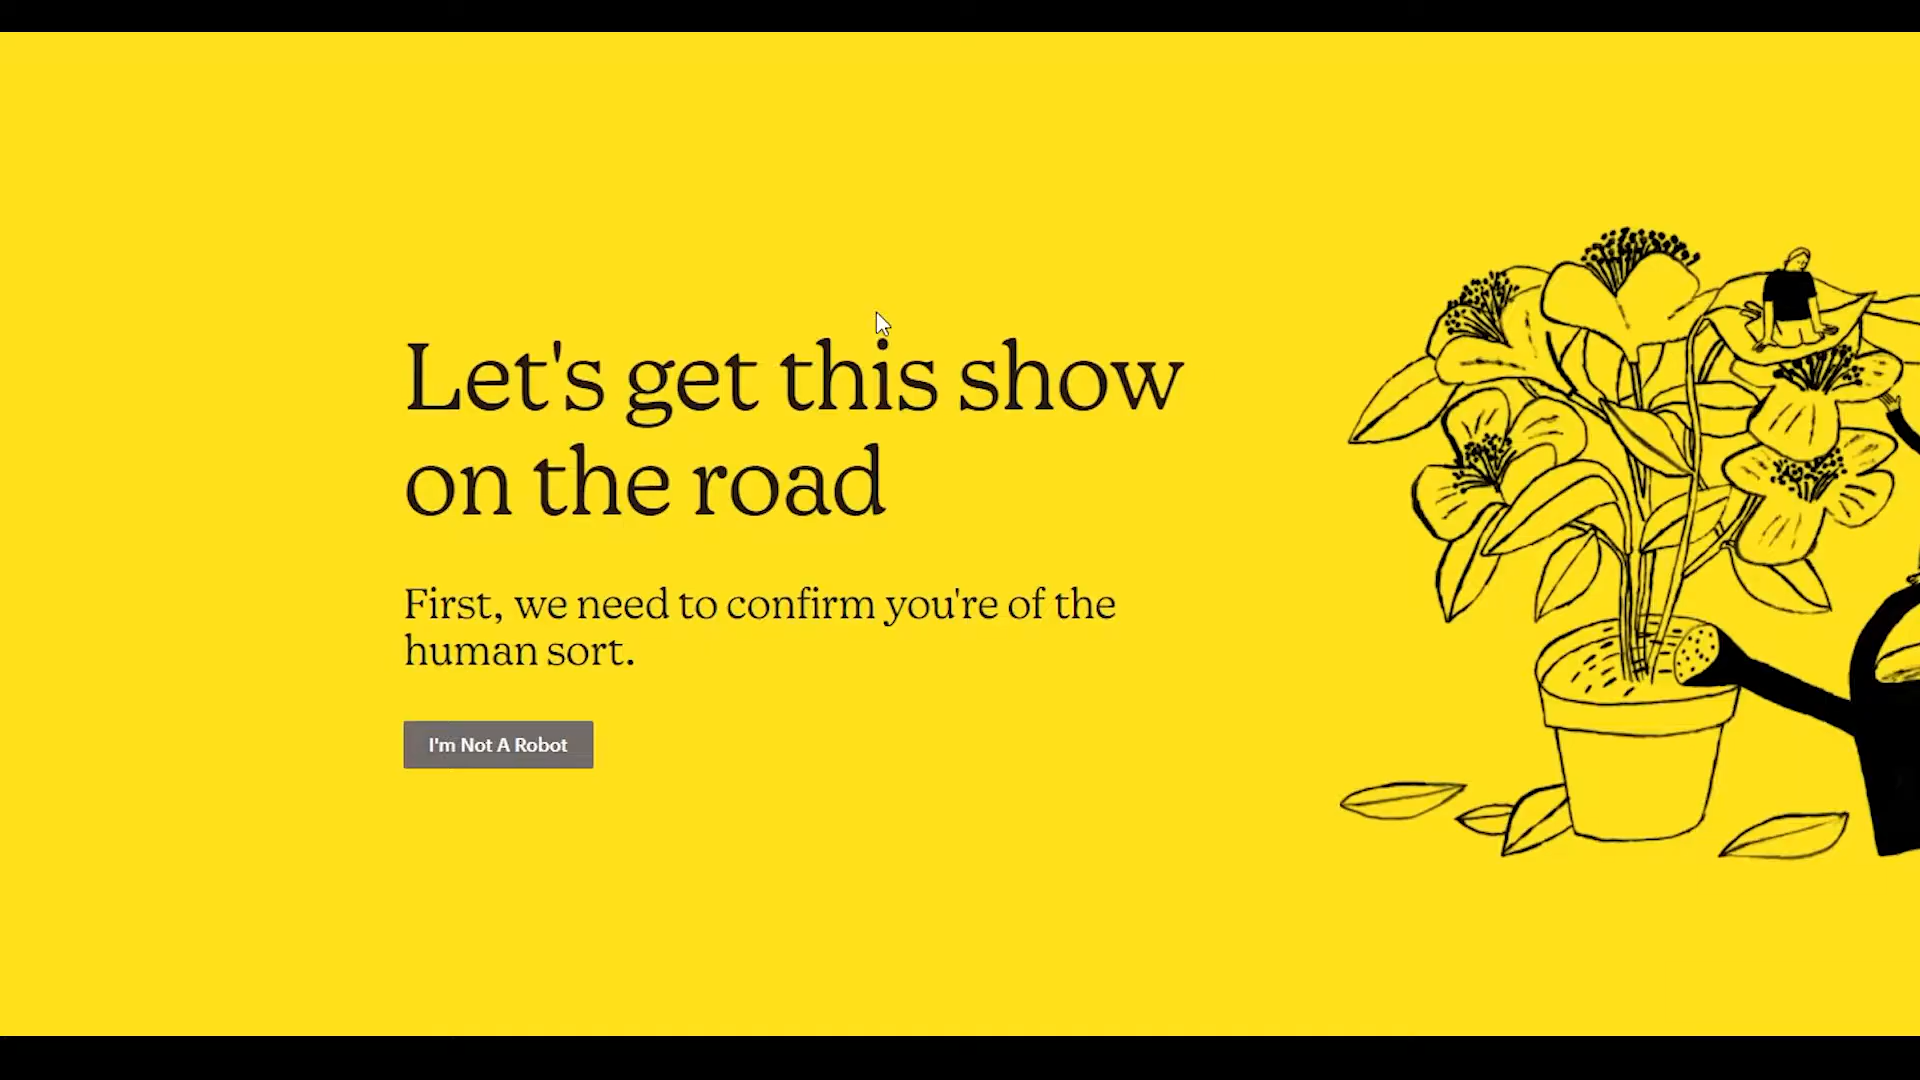 Let's get this show
on the road
First, we need to confirm you're of the
human sort.
I'm Not A Robot